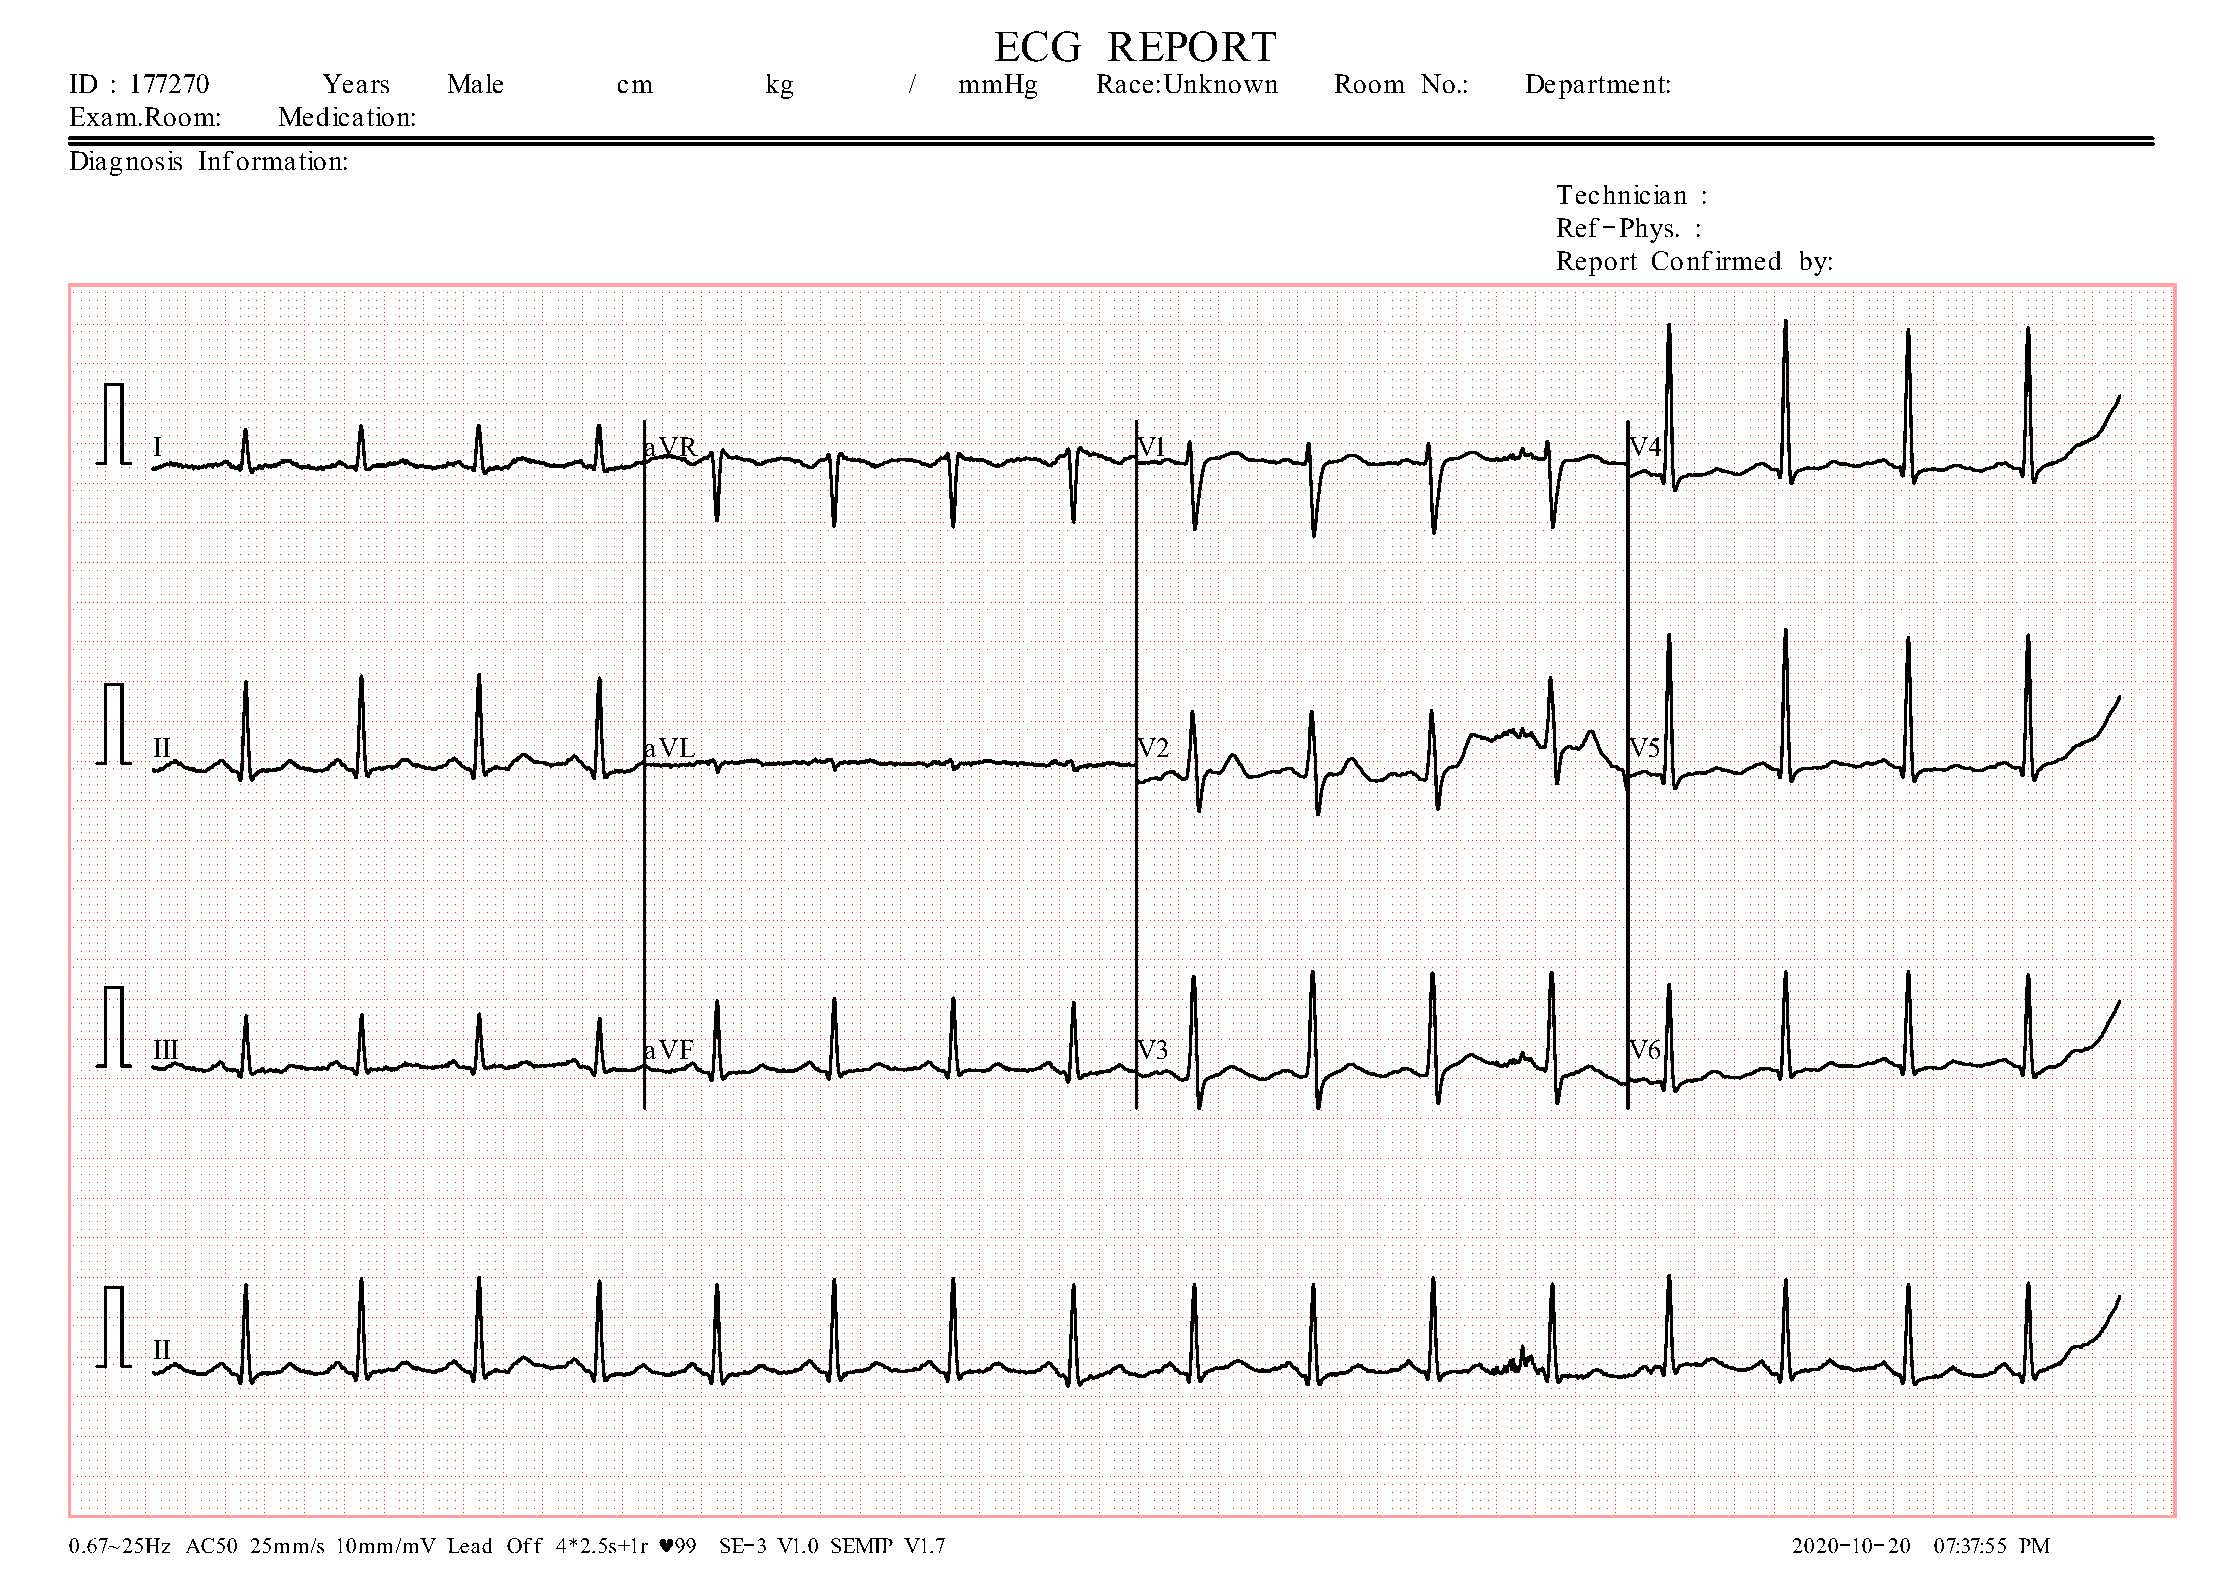 ECG REPORT
ID : 177270 Years Male cm kg / mmHg Race:Unknown Room No.: Department:
Exam.Room: Medication:
Diagnosis Information:
Technician :
Ref-Phys. :
Report Confirmed by:
I aVR V1 V4
II aVL V2 V5
III aVF V3 V6
II
0.67~25Hz AC50 25mm/s 10mm/mV Lead Off 4*2.5s+1r ♥99 SE-3 V1.0 SEMIP V1.7 2020-10-20 07:37:55 PM